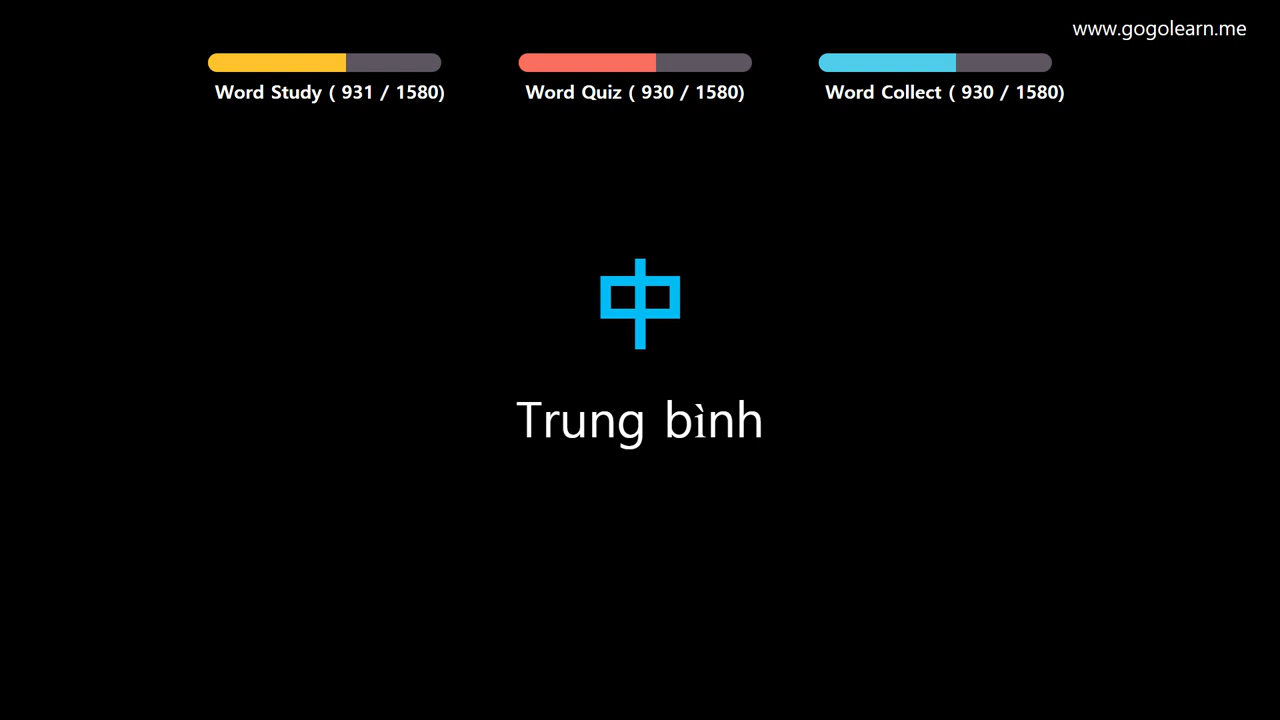 www.gogolearn.me
Word Study ( 931 / 1580)
Word Quiz ( 930 / 1580)
Word Collect ( 930 / 1580)
中
Trung bình